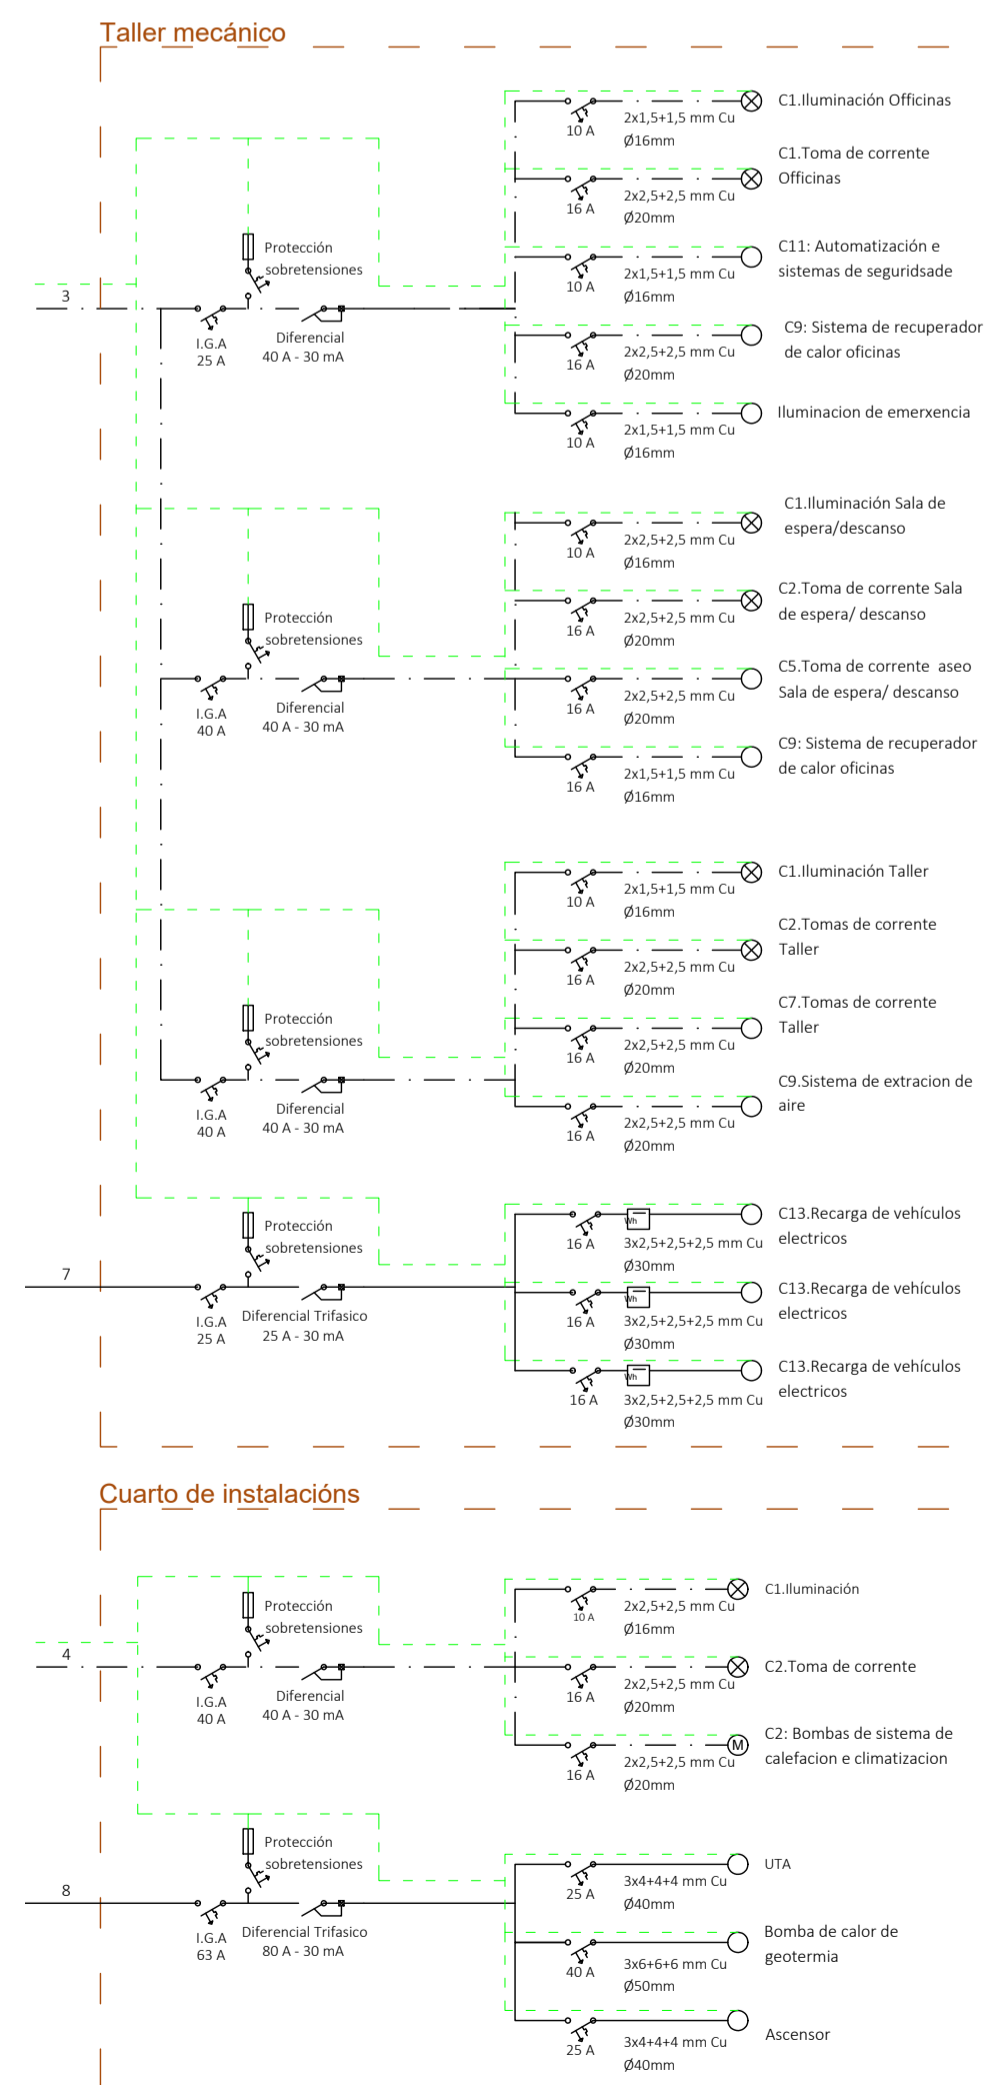 Taller mecánico
C1.Iluminación Officinas
10 A
2x1,5+1,5 mm Cu
Ø16mm
C1.Toma de corrente
Officinas
16 A
2x2,5+2,5 mm Cu
Ø20mm
C11: Automatización e
sistemas de seguridsade
10 A
2x1,5+1,5 mm Cu
Ø16mm
Protección
sobretensiones
3
I.G.A
25 A
Diferencial
40 A - 30 mA
C9: Sistema de recuperador
de calor oficinas
16 A
2x2,5+2,5 mm Cu
Ø20mm
Iluminacion de emerxencia
10 A
2x1,5+1,5 mm Cu
Ø16mm
C1.Iluminación Sala de
espera/descanso
10 A
2x2,5+2,5 mm Cu
Ø16mm
C2.Toma de corrente Sala
de espera/ descanso
16 A
2x2,5+2,5 mm Cu
Ø20mm
Protección
sobretensiones
I.G.A
40 A
Diferencial
40 A - 30 mA
C5.Toma de corrente aseo
Sala de espera/ descanso
16 A
2x2,5+2,5 mm Cu
Ø20mm
C9: Sistema de recuperador
de calor oficinas
16 A
2x1,5+1,5 mm Cu
Ø16mm
C1.Iluminación Taller
10 A
2x1,5+1,5 mm Cu
Ø16mm
C2.Tomas de corrente
Taller
16 A
2x2,5+2,5 mm Cu
Ø20mm
C7.Tomas de corrente
Taller
16 A
2x2,5+2,5 mm Cu
Ø20mm
Protección
sobretensiones
I.G.A
40 A
Diferencial
40 A - 30 mA
C9.Sistema de extracion de
aire
16 A
2x2,5+2,5 mm Cu
Ø20mm
Protección
sobretensiones
7
I.G.A
25 A
Diferencial Trifasico
25 A - 30 mA
C13.Recarga de vehículos
electricos
16 A
Wh
3x2,5+2,5+2,5 mm Cu
Ø30mm
C13.Recarga de vehículos
electricos
16 A
Wh
3x2,5+2,5+2,5 mm Cu
Ø30mm
C13.Recarga de vehículos
electricos
16 A
Wh
3x2,5+2,5+2,5 mm Cu
Ø30mm
Cuarto de instalacións
C1.Iluminación
10 A
2x2,5+2,5 mm Cu
Ø16mm
Protección
sobretensiones
4
I.G.A
40 A
Diferencial
40 A - 30 mA
C2.Toma de corrente
16 A
2x2,5+2,5 mm Cu
Ø20mm
C2: Bombas de sistema de
calefacion e climatizacion
M
16 A
2x2,5+2,5 mm Cu
Ø20mm
Protección
sobretensiones
8
I.G.A
63 A
Diferencial Trifasico
80 A - 30 mA
UTA
25 A
3x4+4+4 mm Cu
Ø40mm
Bomba de calor de
geotermia
40 A
3x6+6+6 mm Cu
Ø50mm
Ascensor
25 A
3x4+4+4 mm Cu
Ø40mm